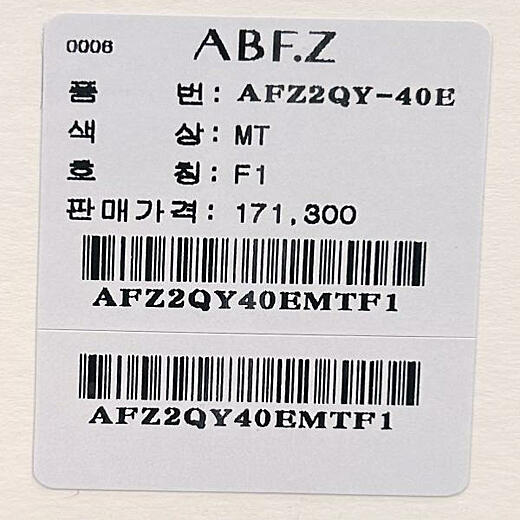 0006 ABF.Z
품 번: AFZ2QY-40E
색 상: MT
호 칭: F1
판매가격: 171,300
AFZ2QY40EMTF1
AFZ2QY40EMTF1